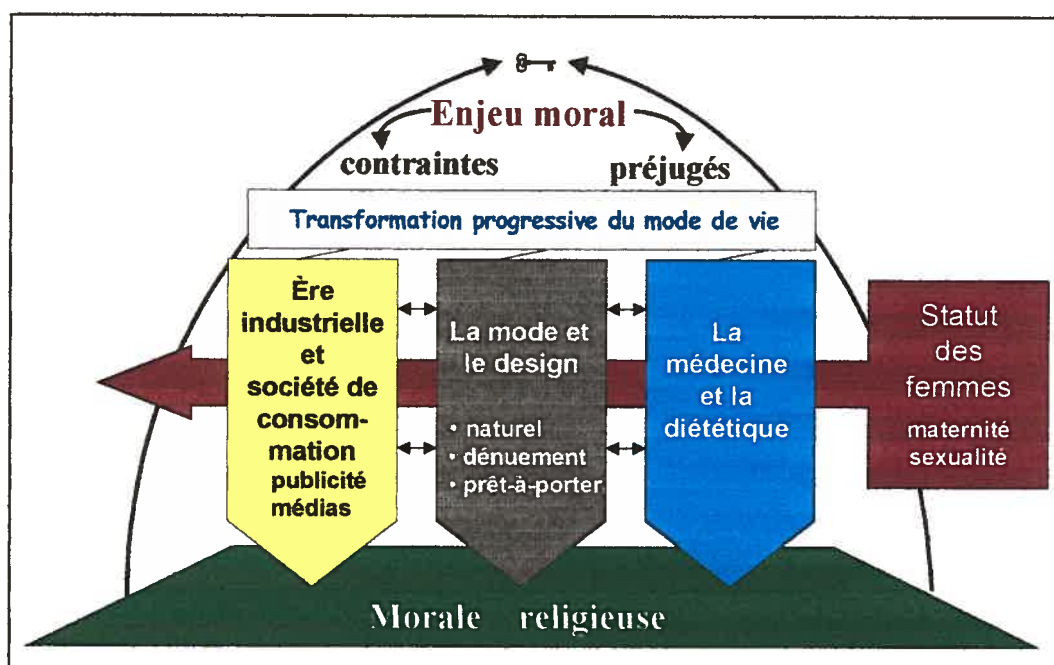 Enjeu moral
contraintes
préjugés
Transformation progressive du mode de vie
Ère
industrielle
et
société de
consom-
mation
publicité
médias
La mode et
le design
• naturel
• dénuement
• prêt-à-porter
La
médecine
et la
diététique
Statut
des
femmes
maternité
sexualité
Morale religieuse